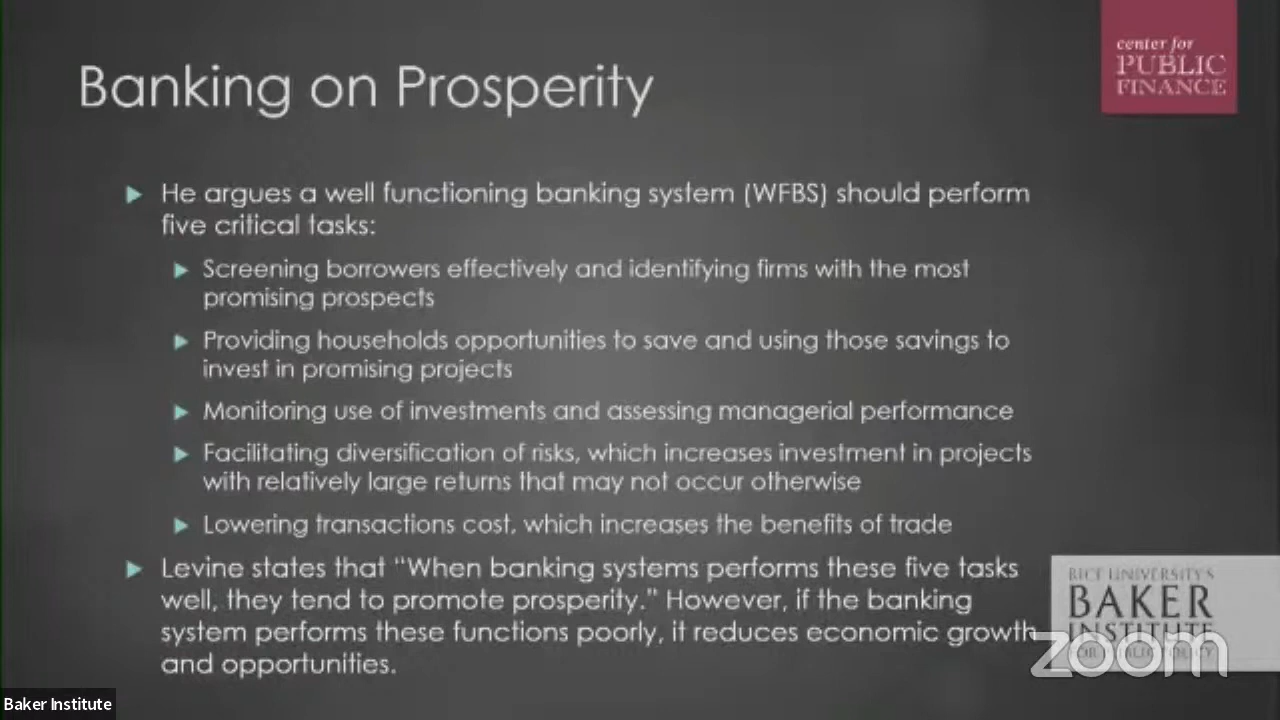 center for
PUBLIC
FINANCE
Banking on Prosperity
He argues a well functioning banking system (WFBS) should perform
five critical tasks:
Screening borrowers effectively and identifying firms with the most
promising prospects
Providing households opportunities to save and using those savings to
invest in promising projects
Monitoring use of investments and assessing managerial performance
Facilitating diversification of risks, which increases investment in projects
with relatively large returns that may not occur otherwise
Lowering transactions cost, which increases the benefits of trade
Levine states that “When banking systems performs these five tasks
well, they tend to promote prosperity.” However, if the banking
system performs these functions poorly, it reduces economic growth
and opportunities.
RICE UNIVERSITY'S
BAKER
INSTITUTE
FOR PUBLIC POLICY
zoom
Baker Institute